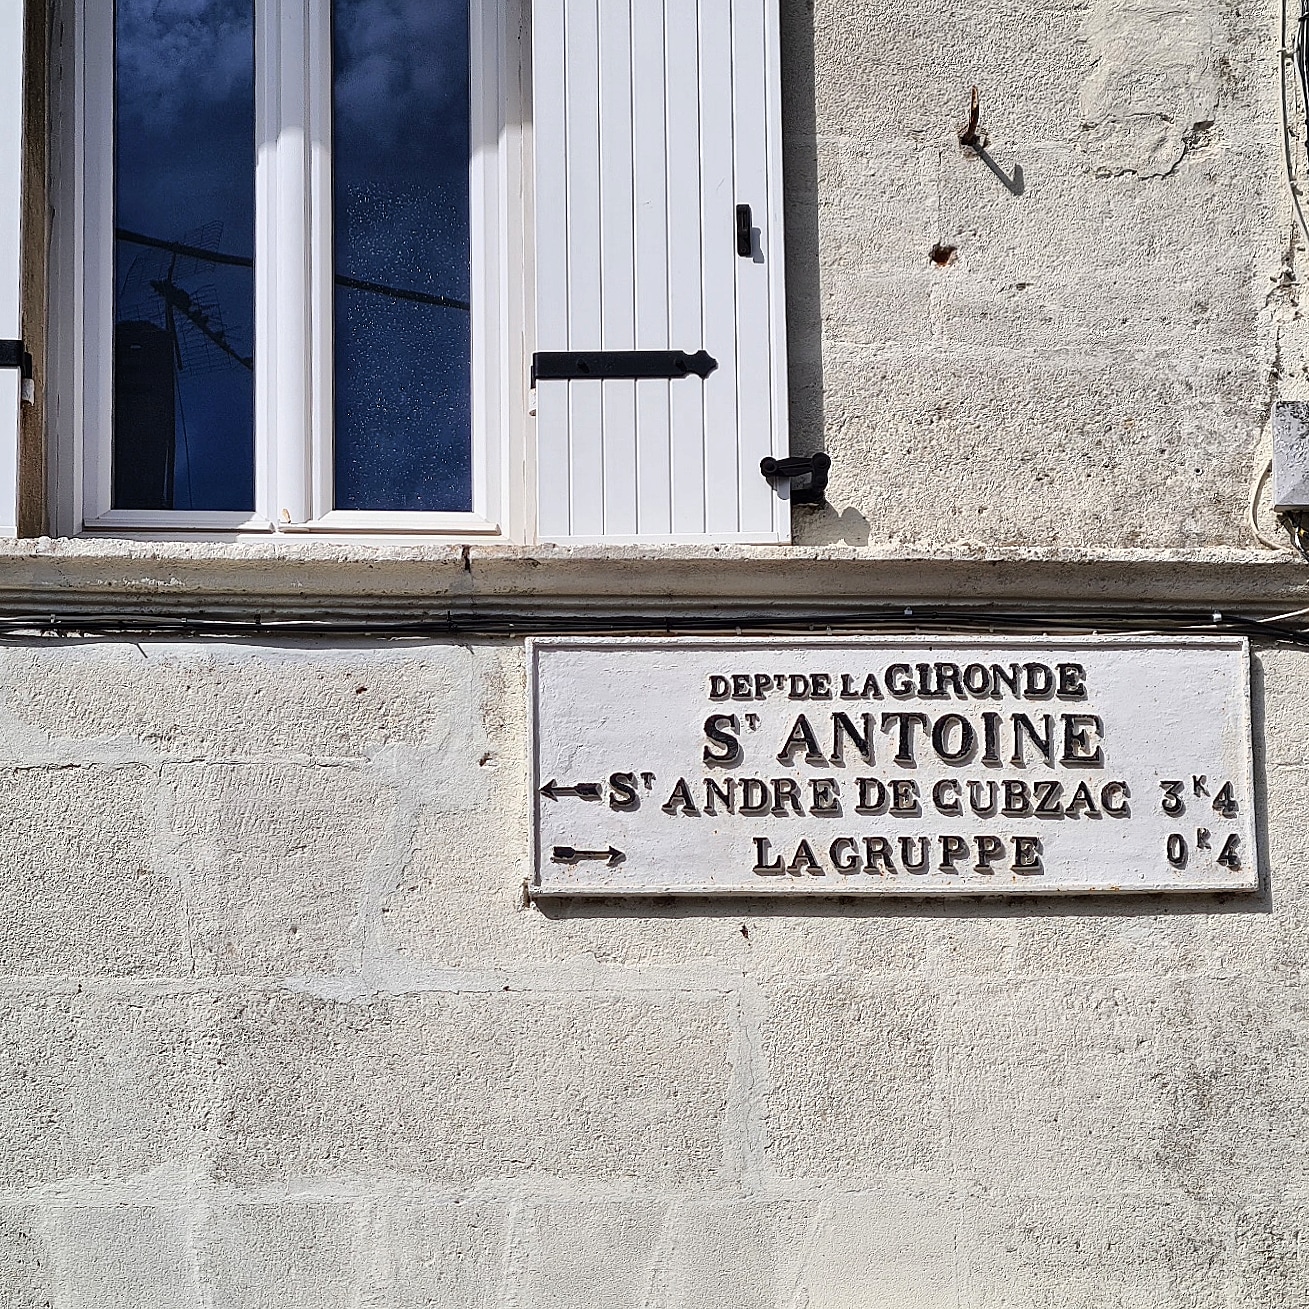 DEPT DE LA GIRONDE
ST ANTOINE
ST ANDRE DE CUBZAC 3K4
LAGRUPPE 0K4